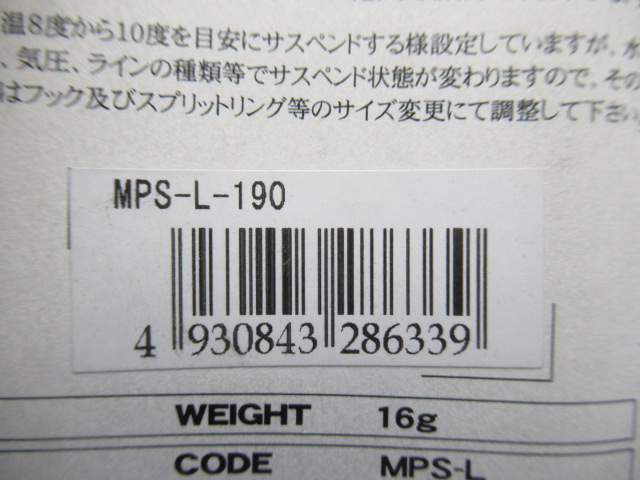 温8度から10度を目安にサスペンドする様設定していますが、水
、気圧、ラインの種類等でサスペンド状態が変わりますので、その
はフック及びスプリットリング等のサイズ変更にて調整して下さい。
MPS-L-190
4 930843 286339
WEIGHT 16g
CODE MPS-L